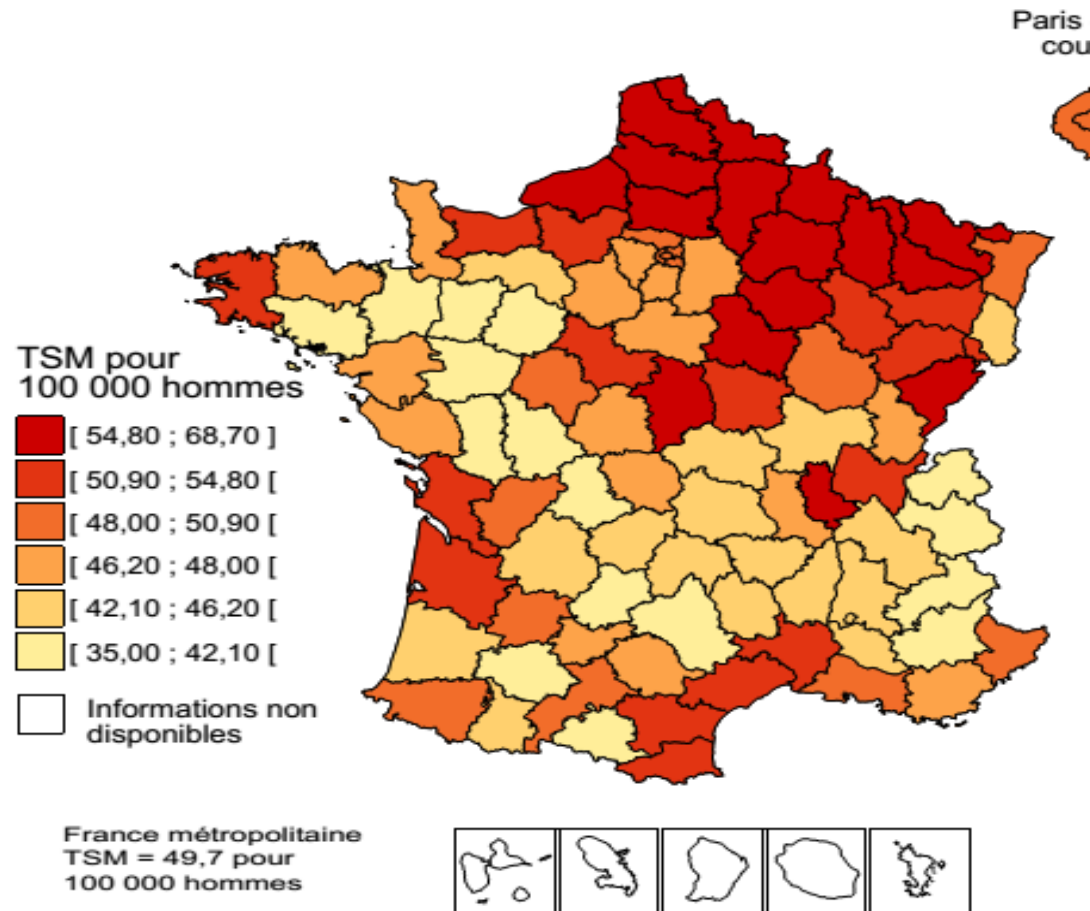 Paris
cou
TSM pour
100 000 hommes
[ 54,80 ; 68,70 ]
[ 50,90 ; 54,80 [
[ 48,00 ; 50,90 [
[ 46,20 ; 48,00 [
[ 42,10 ; 46,20 [
[ 35,00 ; 42,10 [
Informations non
disponibles
France métropolitaine
TSM = 49,7 pour
100 000 hommes